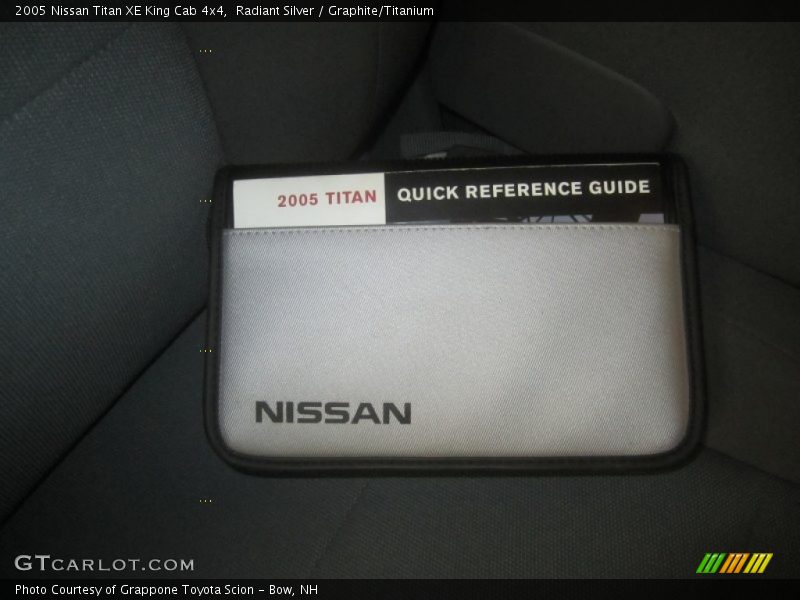 2005 Nissan Titan XE King Cab 4x4,  Radiant Silver / Graphite/Titanium
2005 TITAN QUICK REFERENCE GUIDE
NISSAN
GTCARLOT.COM
Photo Courtesy of Grappone Toyota Scion – Bow, NH